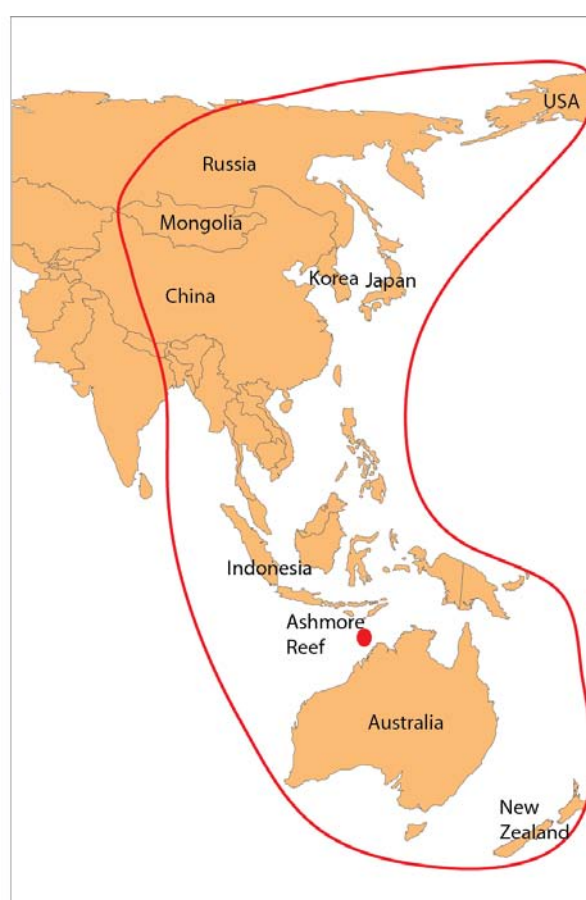 USA
Russia
Mongolia
Korea
Japan
China
Indonesia
Ashmore
Reef
Australia
New
Zealand